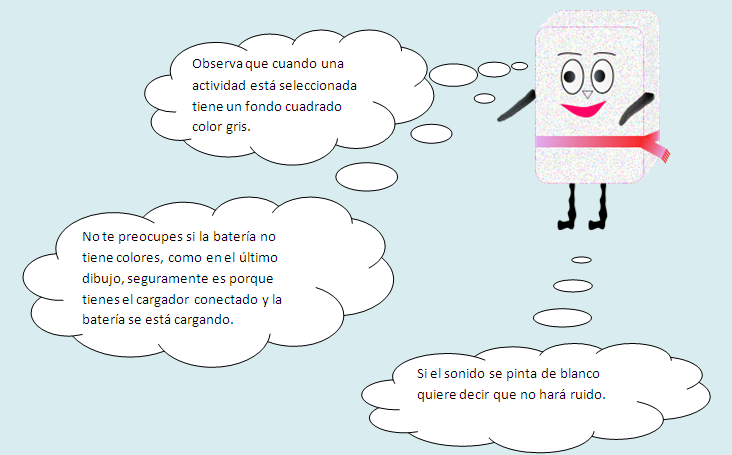 Observa que cuando una
actividad está seleccionada
tiene un fondo cuadrado
color gris.
No te preocupes si la batería no
tiene colores, como en el último
dibujo, seguramente es porque
tienes el cargador conectado y la
batería se está cargando.
Si el sonido se pinta de blanco
quiere decir que no hará ruido.